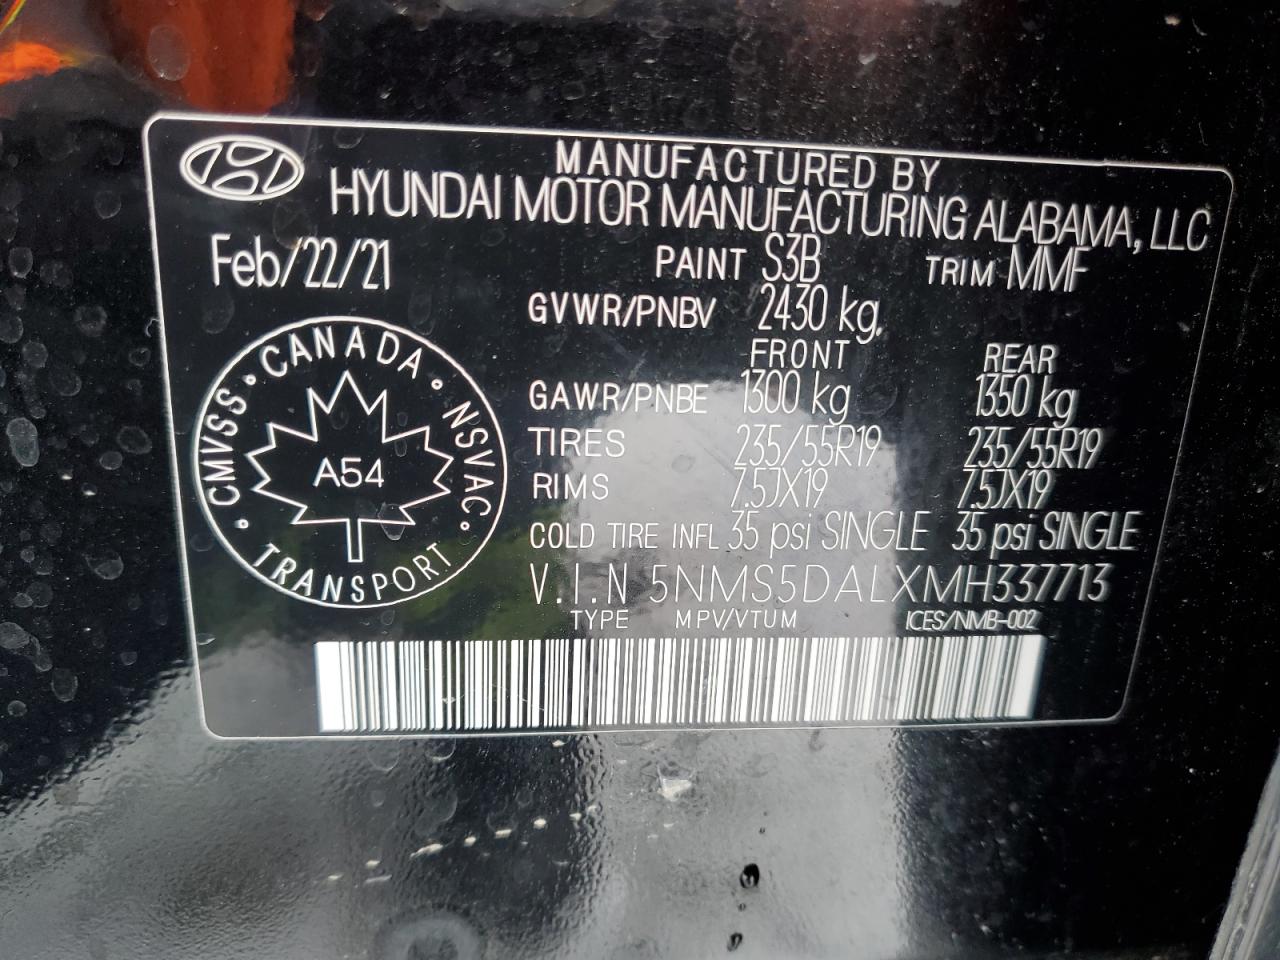 MANUFACTURED BY
HYUNDAI MOTOR MANUFACTURING ALABAMA, LLC
Feb/22/21 PAINT S3B TRIM MMF
GVWR/PNBV 2430 kg.
FRONT REAR
GAWR/PNBE 1300 kg 1350 kg
TIRES 235/55R19 235/55R19
RIMS 7.5JX19 7.5JX19
COLD TIRE INFL 35 psi SINGLE 35 psi SINGLE
V.I.N 5NMS5DALXMH337713
TYPE MPV/VTUM ICES/NMB-002
CMVSS · CANADA · NSVAC ·
A54
TRANSPORT